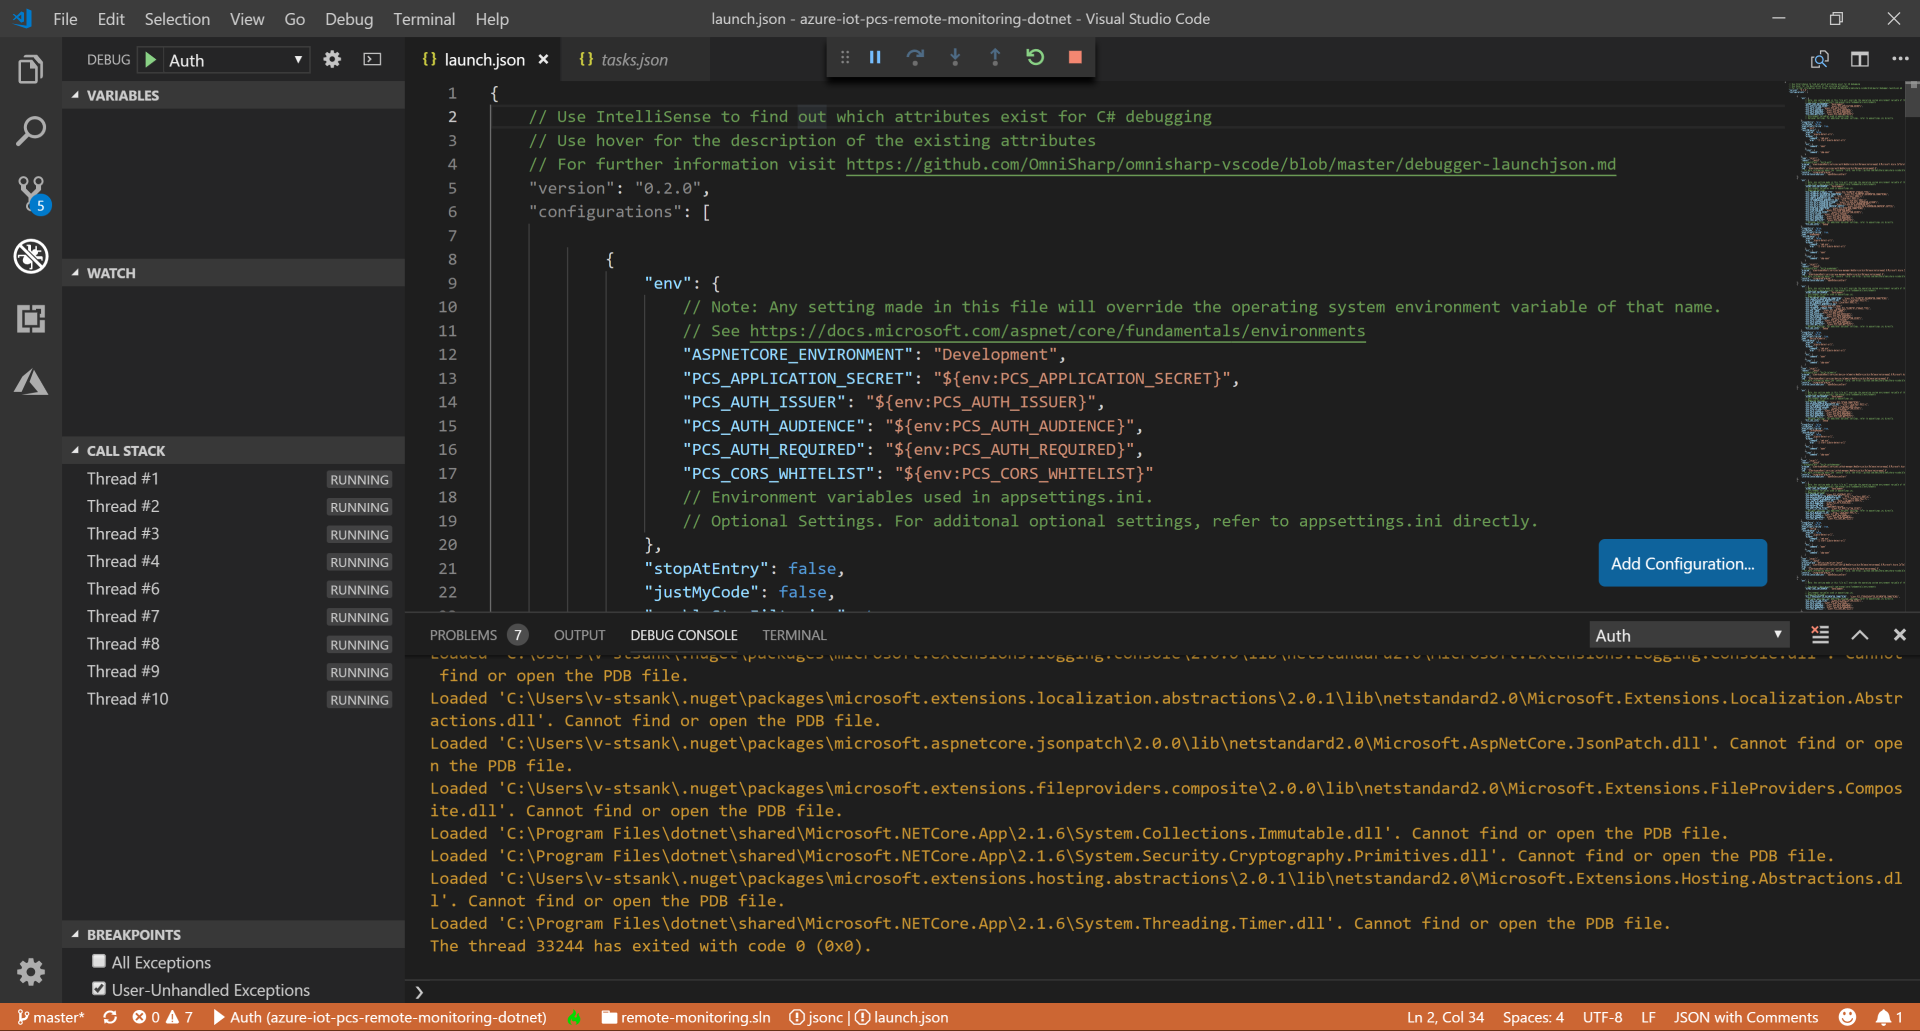 File Edit Selection View Go Debug Terminal Help
launch.json - azure-iot-pcs-remote-monitoring-dotnet - Visual Studio Code
DEBUG Auth
{} launch.json
{} tasks.json
VARIABLES
WATCH
CALL STACK
Thread #1 RUNNING
Thread #2 RUNNING
Thread #3 RUNNING
Thread #4 RUNNING
Thread #6 RUNNING
Thread #7 RUNNING
Thread #8 RUNNING
Thread #9 RUNNING
Thread #10 RUNNING
BREAKPOINTS
All Exceptions
User-Unhandled Exceptions
5
1 {
2 // Use IntelliSense to find out which attributes exist for C# debugging
3 // Use hover for the description of the existing attributes
4 // For further information visit https://github.com/OmniSharp/omnisharp-vscode/blob/master/debugger-launchjson.md
5 "version": "0.2.0",
6 "configurations": [
7
8 {
9 "env": {
10 // Note: Any setting made in this file will override the operating system environment variable of that name.
11 // See https://docs.microsoft.com/aspnet/core/fundamentals/environments
12 "ASPNETCORE_ENVIRONMENT": "Development",
13 "PCS_APPLICATION_SECRET": "${env:PCS_APPLICATION_SECRET}",
14 "PCS_AUTH_ISSUER": "${env:PCS_AUTH_ISSUER}",
15 "PCS_AUTH_AUDIENCE": "${env:PCS_AUTH_AUDIENCE}",
16 "PCS_AUTH_REQUIRED": "${env:PCS_AUTH_REQUIRED}",
17 "PCS_CORS_WHITELIST": "${env:PCS_CORS_WHITELIST}"
18 // Environment variables used in appsettings.ini.
19 // Optional Settings. For additonal optional settings, refer to appsettings.ini directly.
20 },
21 "stopAtEntry": false,
22 "justMyCode": false,
Add Configuration...
PROBLEMS 7 OUTPUT DEBUG CONSOLE TERMINAL
Auth
find or open the PDB file.
Loaded 'C:\Users\v-stsank\.nuget\packages\microsoft.extensions.localization.abstractions\2.0.1\lib\netstandard2.0\Microsoft.Extensions.Localization.Abstr
actions.dll'. Cannot find or open the PDB file.
Loaded 'C:\Users\v-stsank\.nuget\packages\microsoft.aspnetcore.jsonpatch\2.0.0\lib\netstandard2.0\Microsoft.AspNetCore.JsonPatch.dll'. Cannot find or ope
n the PDB file.
Loaded 'C:\Users\v-stsank\.nuget\packages\microsoft.extensions.fileproviders.composite\2.0.0\lib\netstandard2.0\Microsoft.Extensions.FileProviders.Compos
ite.dll'. Cannot find or open the PDB file.
Loaded 'C:\Program Files\dotnet\shared\Microsoft.NETCore.App\2.1.6\System.Collections.Immutable.dll'. Cannot find or open the PDB file.
Loaded 'C:\Program Files\dotnet\shared\Microsoft.NETCore.App\2.1.6\System.Security.Cryptography.Primitives.dll'. Cannot find or open the PDB file.
Loaded 'C:\Users\v-stsank\.nuget\packages\microsoft.extensions.hosting.abstractions\2.0.1\lib\netstandard2.0\Microsoft.Extensions.Hosting.Abstractions.dl
l'. Cannot find or open the PDB file.
Loaded 'C:\Program Files\dotnet\shared\Microsoft.NETCore.App\2.1.6\System.Threading.Timer.dll'. Cannot find or open the PDB file.
The thread 33244 has exited with code 0 (0x0).
master* 0 7 Auth (azure-iot-pcs-remote-monitoring-dotnet) remote-monitoring.sln jsonc | launch.json Ln 2, Col 34 Spaces: 4 UTF-8 LF JSON with Comments 1